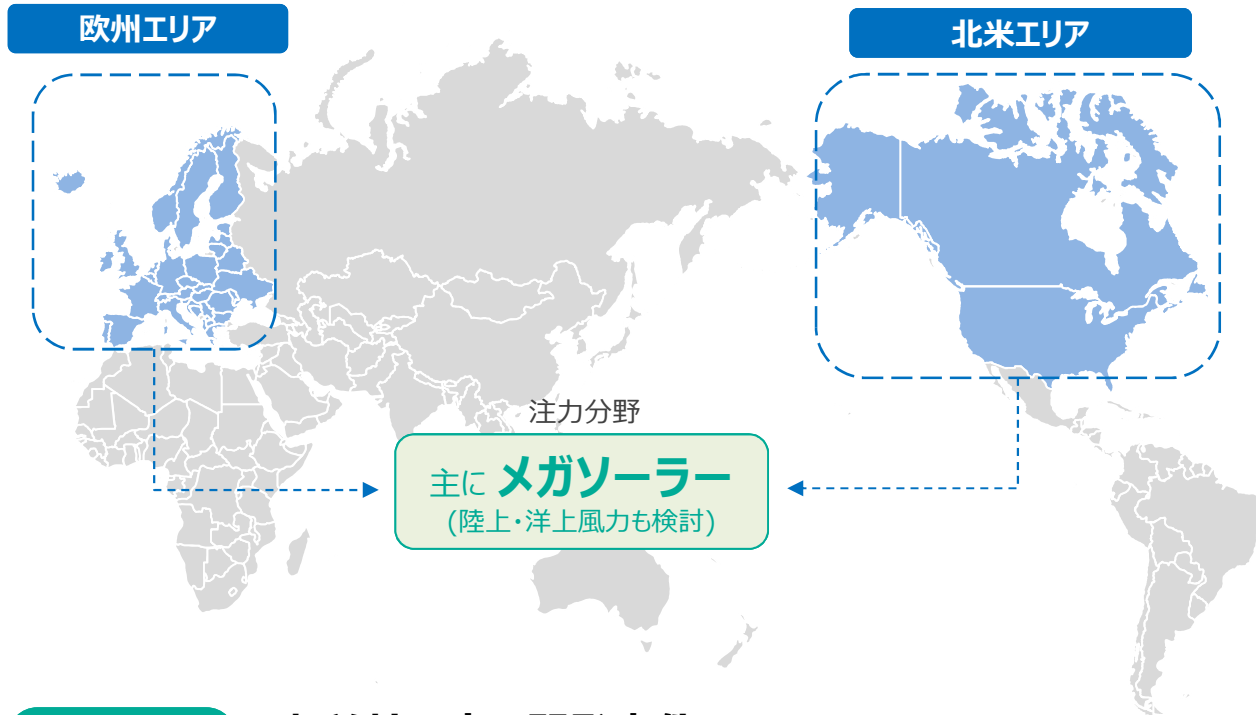 欧州エリア
北米エリア
注力分野
主に メガソーラー
(陸上・洋上風力も検討)